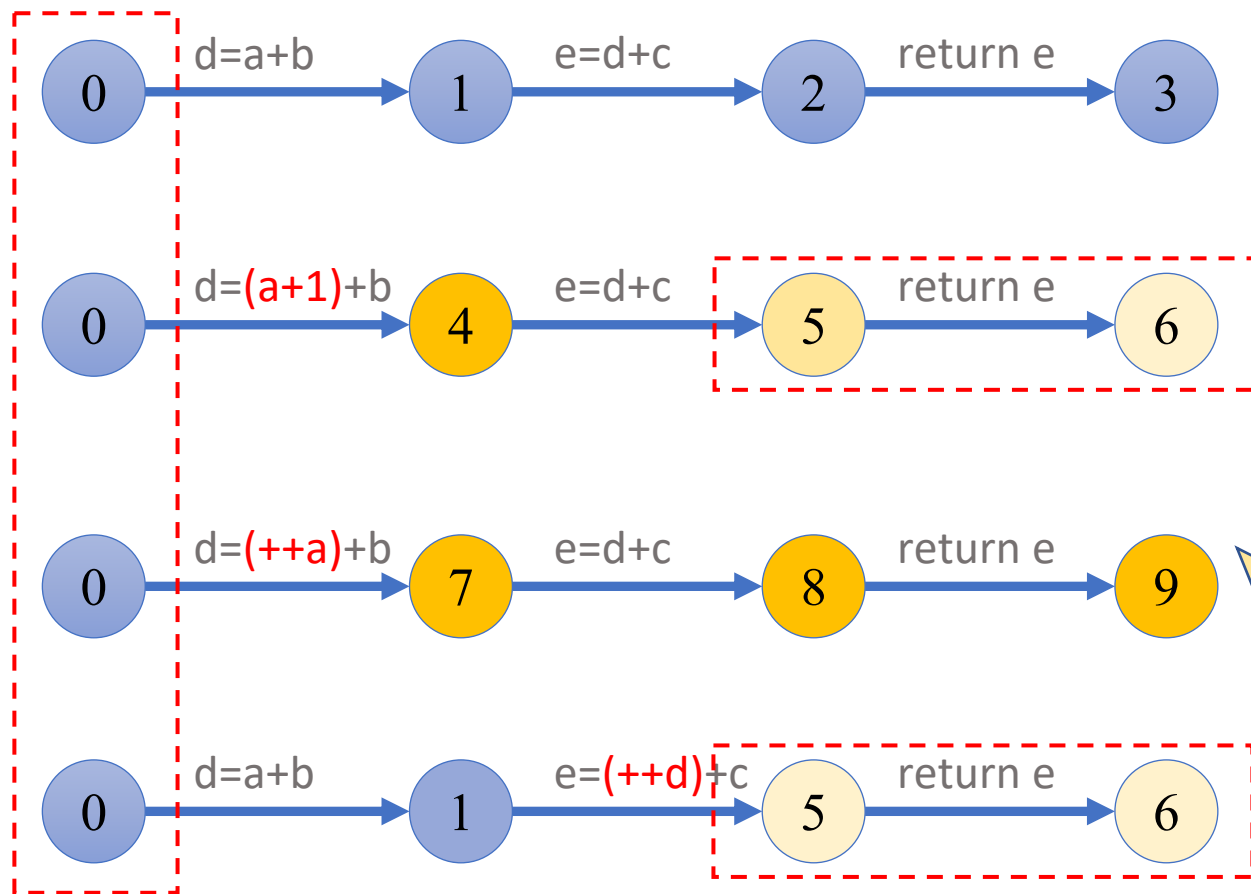 d=a+b e=d+c return e
0 1 2 3
d=(a+1)+b e=d+c return e
0 4 5 6
d=(++a)+b e=d+c return e
0 7 8 9
d=a+b e=(++d)+c return e
0 1 5 6